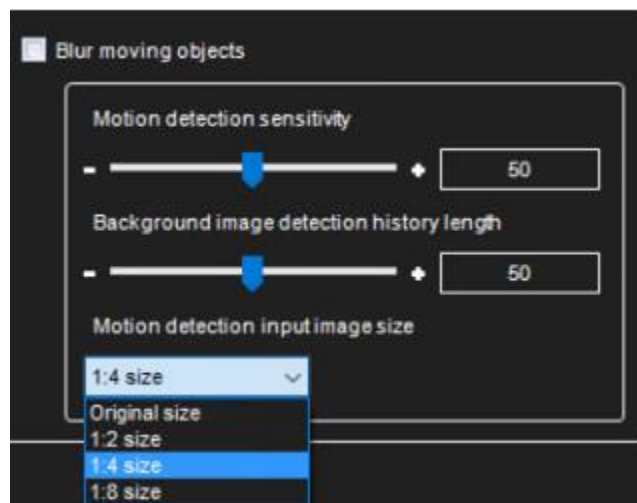 Blur moving objects
Motion detection sensitivity
- + 50
Background image detection history length
- + 50
Motion detection input image size
1:4 size
Original size
1:2 size
1:4 size
1:8 size